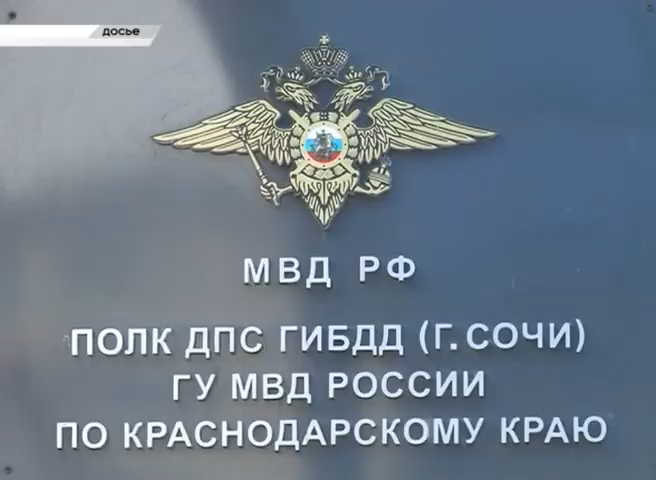 досье
МВД РФ
ПОЛК ДПС ГИБДД (Г. СОЧИ)
ГУ МВД РОССИИ
ПО КРАСНОДАРСКОМУ КРАЮ